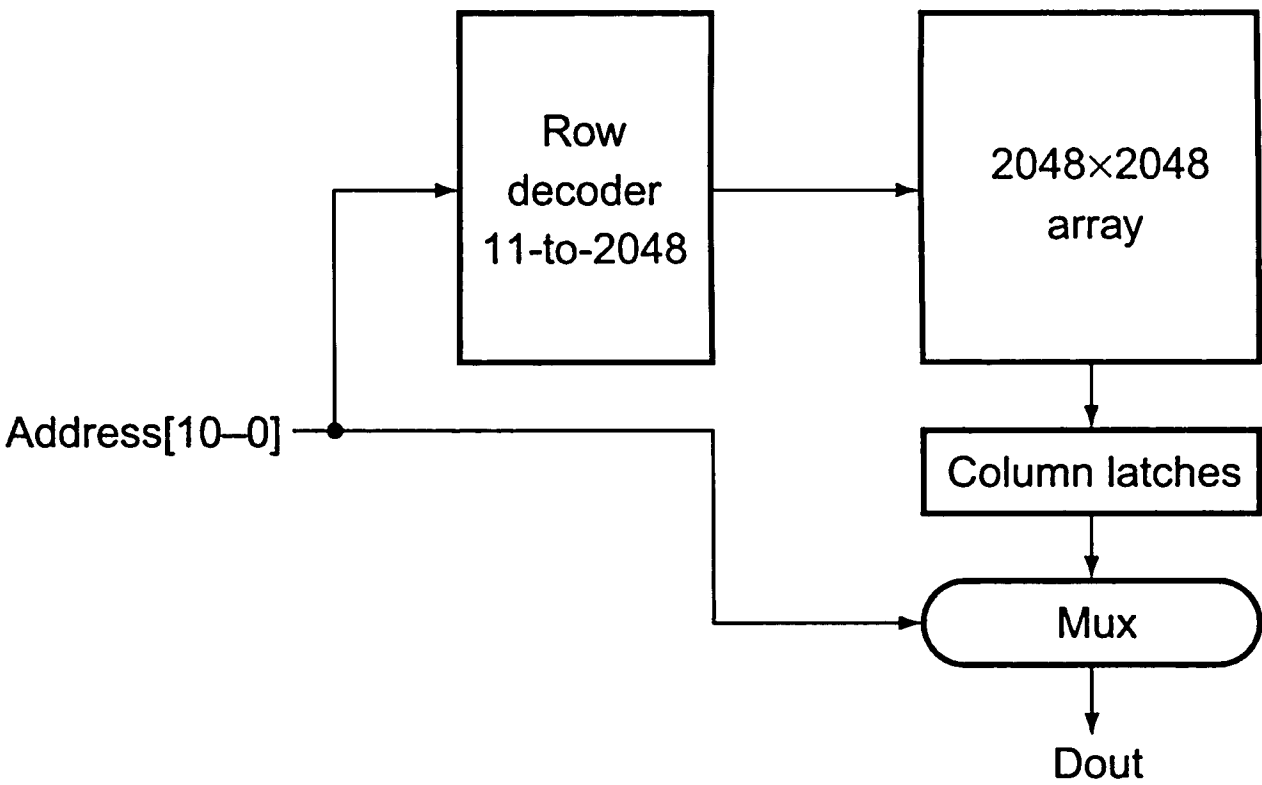 Row
decoder
11-to-2048
2048×2048
array
Address[10–0]
Column latches
Mux
Dout